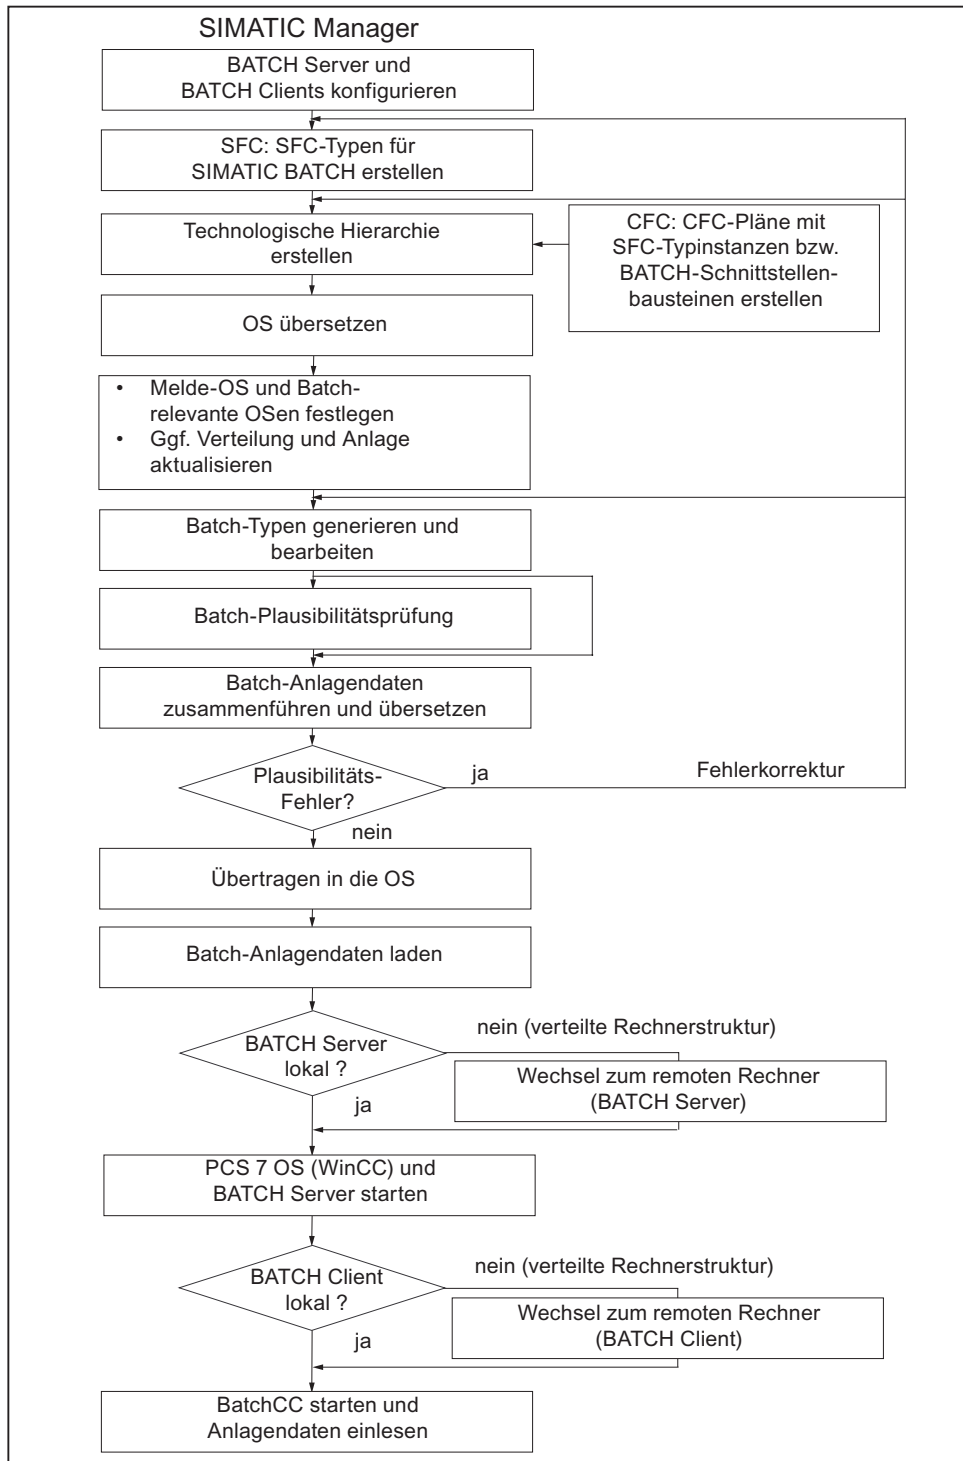 SIMATIC Manager
BATCH Server und
BATCH Clients konfigurieren
SFC: SFC-Typen für
SIMATIC BATCH erstellen
Technologische Hierarchie
erstellen
CFC: CFC-Pläne mit
SFC-Typinstanzen bzw.
BATCH-Schnittstellen-
bausteinen erstellen
OS übersetzen
• Melde-OS und Batch-
relevante OSen festlegen
• Ggf. Verteilung und Anlage
aktualisieren
Batch-Typen generieren und
bearbeiten
Batch-Plausibilitätsprüfung
Batch-Anlagendaten
zusammenführen und übersetzen
Plausibilitäts-
Fehler?
ja
Fehlerkorrektur
nein
Übertragen in die OS
Batch-Anlagendaten laden
BATCH Server
lokal ?
nein (verteilte Rechnerstruktur)
Wechsel zum remoten Rechner
(BATCH Server)
ja
PCS 7 OS (WinCC) und
BATCH Server starten
BATCH Client
lokal ?
nein (verteilte Rechnerstruktur)
Wechsel zum remoten Rechner
(BATCH Client)
ja
BatchCC starten und
Anlagendaten einlesen